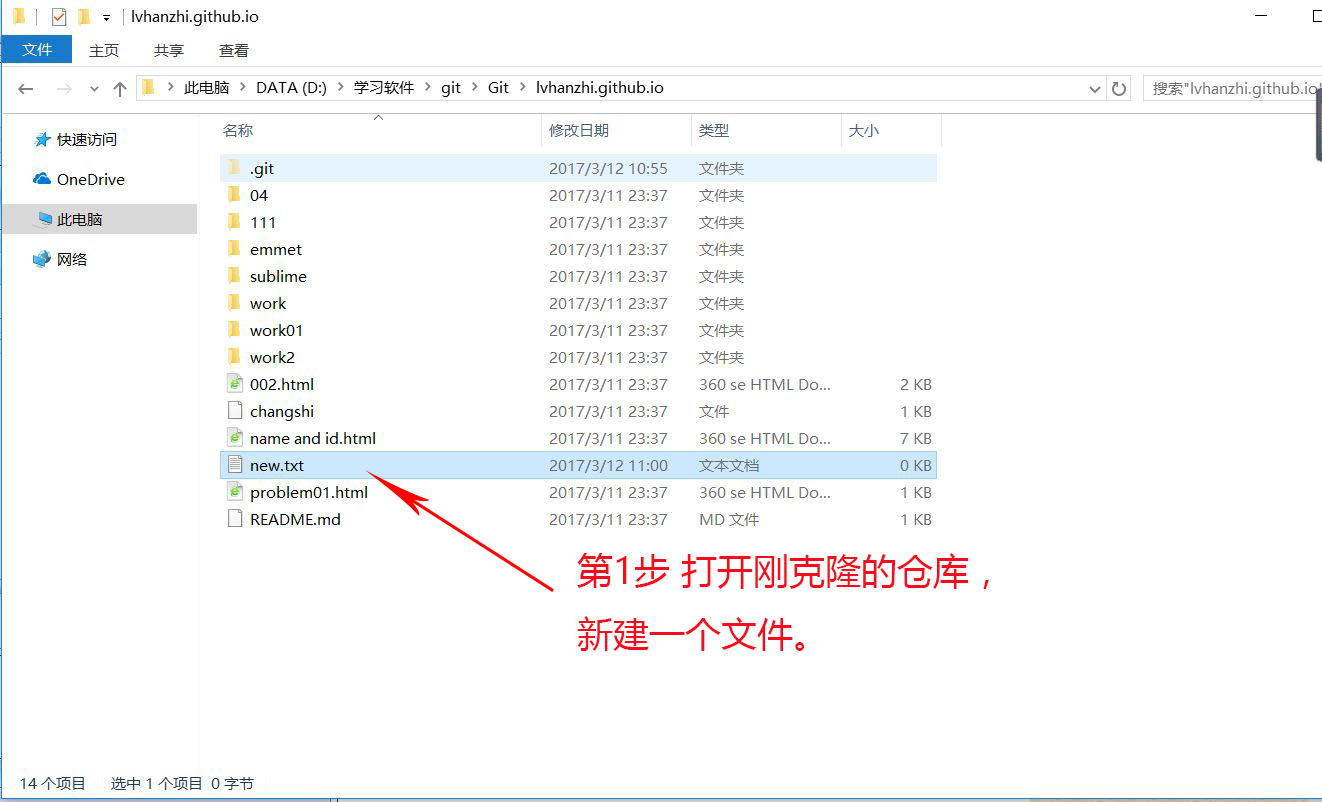 lvhanzhi.github.io
文件 主页 共享 查看
此电脑 DATA (D:) 学习软件 git Git lvhanzhi.github.io 搜索"lvhanzhi.github.io"
名称 修改日期 类型 大小
快速访问
OneDrive
此电脑
网络
.git 2017/3/12 10:55 文件夹
04 2017/3/11 23:37 文件夹
111 2017/3/11 23:37 文件夹
emmet 2017/3/11 23:37 文件夹
sublime 2017/3/11 23:37 文件夹
work 2017/3/11 23:37 文件夹
work01 2017/3/11 23:37 文件夹
work2 2017/3/11 23:37 文件夹
002.html 2017/3/11 23:37 360 se HTML Do... 2 KB
changshi 2017/3/11 23:37 文件 1 KB
name and id.html 2017/3/11 23:37 360 se HTML Do... 7 KB
new.txt 2017/3/12 11:00 文本文档 0 KB
problem01.html 2017/3/11 23:37 360 se HTML Do... 1 KB
README.md 2017/3/11 23:37 MD 文件 1 KB
第1步 打开刚克隆的仓库，
新建一个文件。
14 个项目 选中 1 个项目 0 字节